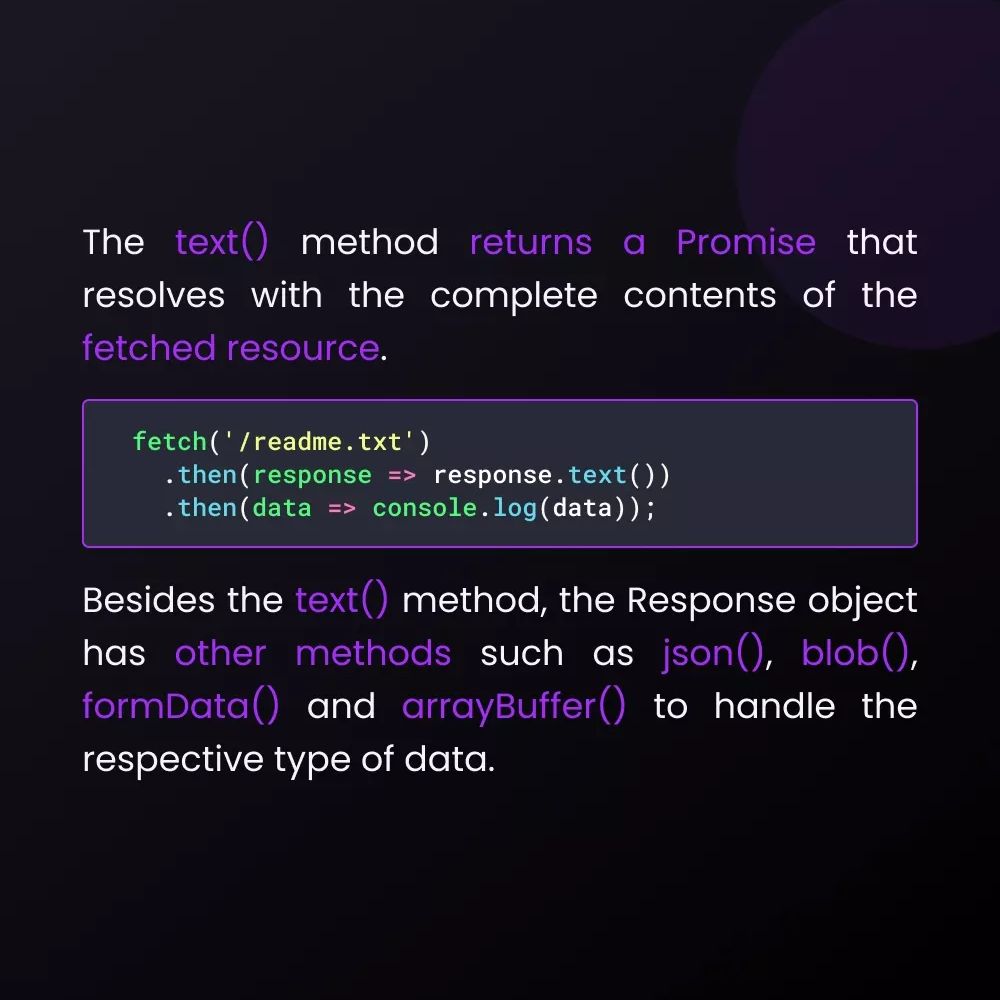 The text() method returns a Promise that
resolves with the complete contents of the
fetched resource.
fetch('/readme.txt')
.then(response => response.text())
.then(data => console.log(data));
Besides the text() method, the Response object
has other methods such as json(), blob(),
formData() and arrayBuffer() to handle the
respective type of data.